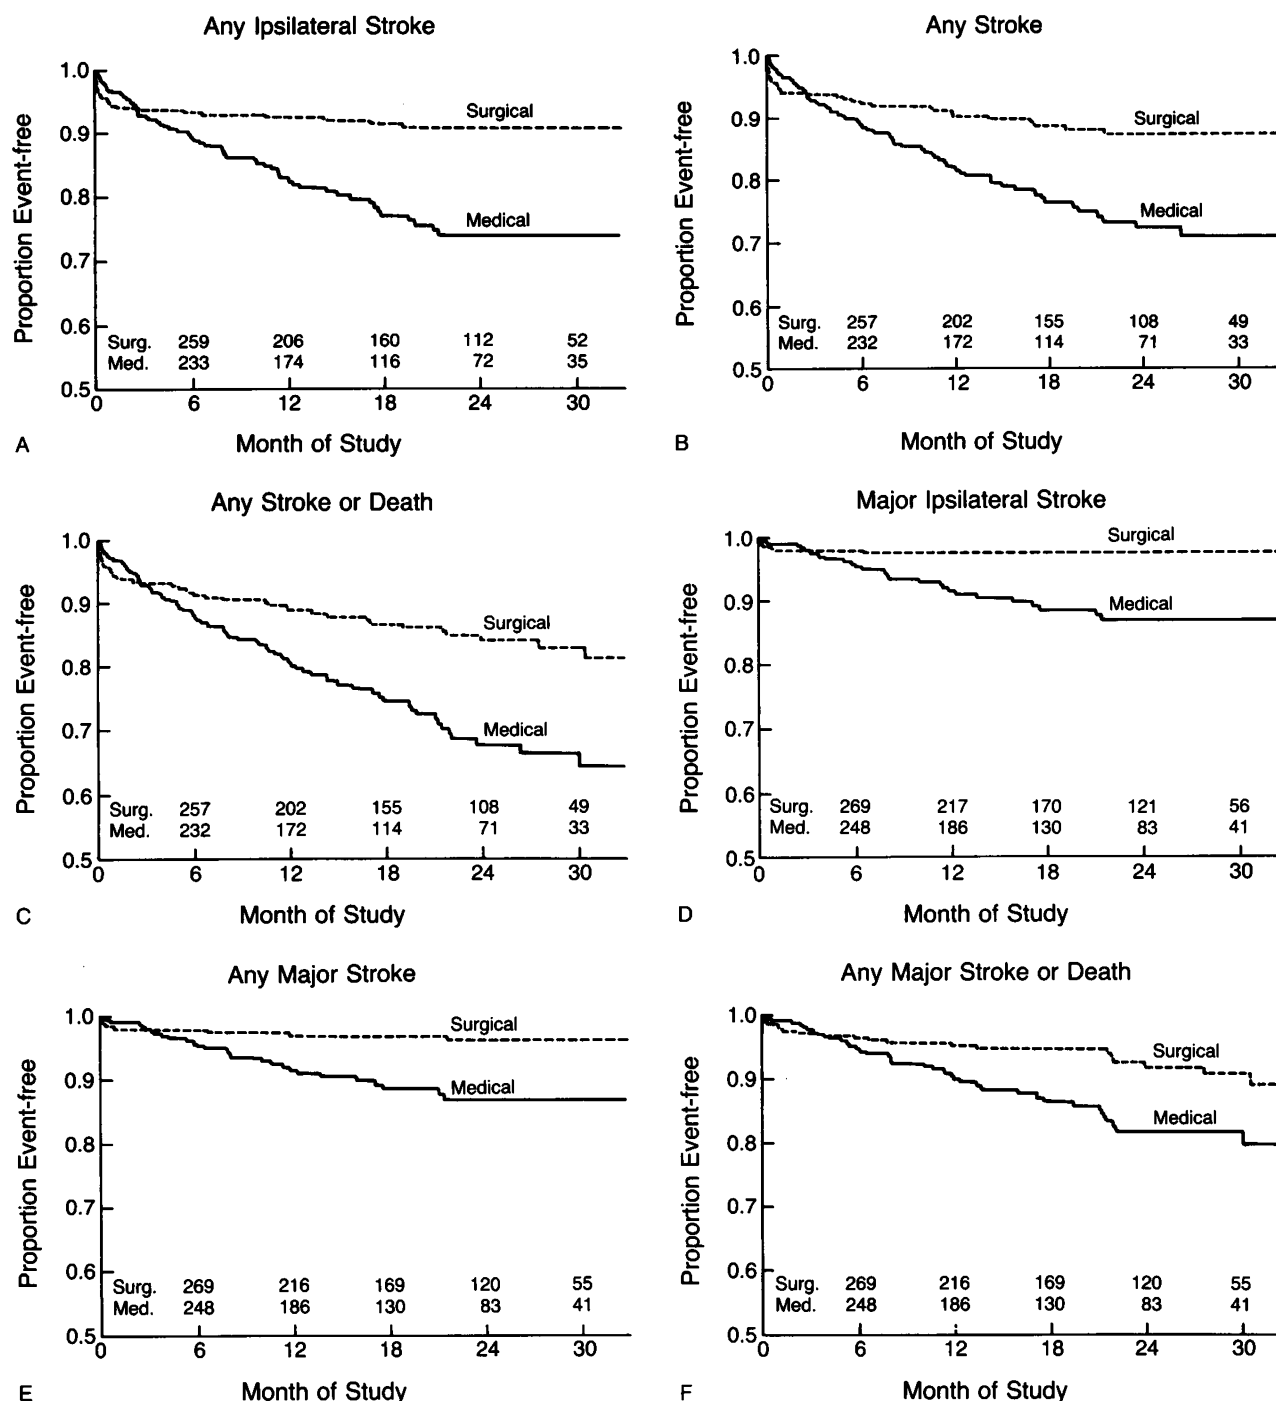 Any Ipsilateral Stroke
Proportion Event-free
1.0
0.9
0.8
0.7
0.6
0.5
Surgical
Medical
Surg. 259 206 160 112 52
Med. 233 174 116 72 35
0 6 12 18 24 30
A Month of Study
Any Stroke
Proportion Event-free
1.0
0.9
0.8
0.7
0.6
0.5
Surgical
Medical
Surg. 257 202 155 108 49
Med. 232 172 114 71 33
0 6 12 18 24 30
B Month of Study
Any Stroke or Death
Proportion Event-free
1.0
0.9
0.8
0.7
0.6
0.5
Surgical
Medical
Surg. 257 202 155 108 49
Med. 232 172 114 71 33
0 6 12 18 24 30
C Month of Study
Major Ipsilateral Stroke
Proportion Event-free
1.0
0.9
0.8
0.7
0.6
0.5
Surgical
Medical
Surg. 269 217 170 121 56
Med. 248 186 130 83 41
0 6 12 18 24 30
D Month of Study
Any Major Stroke
Proportion Event-free
1.0
0.9
0.8
0.7
0.6
0.5
Surgical
Medical
Surg. 269 216 169 120 55
Med. 248 186 130 83 41
0 6 12 18 24 30
E Month of Study
Any Major Stroke or Death
Proportion Event-free
1.0
0.9
0.8
0.7
0.6
0.5
Surgical
Medical
Surg. 269 216 169 120 55
Med. 248 186 130 83 41
0 6 12 18 24 30
F Month of Study